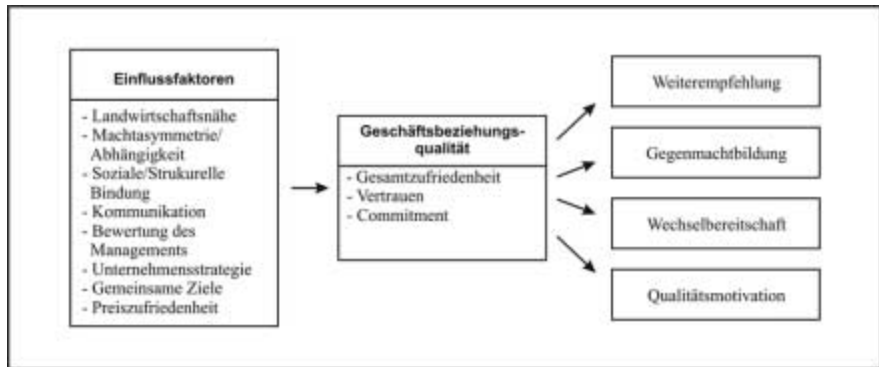 Einflussfaktoren
- Landwirtschaftsnähe
- Machtasymmetrie/
Abhängigkeit
- Soziale/Strukurelle
Bindung
- Kommunikation
- Bewertung des
Managements
- Unternehmensstrategie
- Gemeinsame Ziele
- Preiszufriedenheit
Geschäftsbeziehungs-
qualität
- Gesamtzufriedenheit
- Vertrauen
- Commitment
Weiterempfehlung
Gegenmachtbildung
Wechselbereitschaft
Qualitätsmotivation